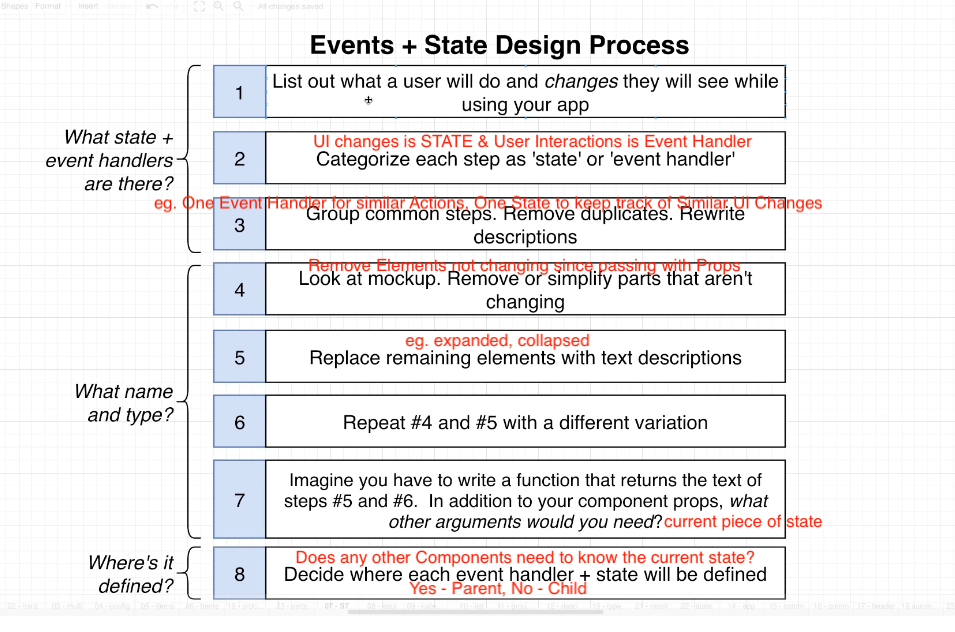 Shapes Format Insert All changes saved
Events + State Design Process
What state +
event handlers
are there?
1
List out what a user will do and changes they will see while
using your app
2
UI changes is STATE & User Interactions is Event Handler
Categorize each step as 'state' or 'event handler'
3
eg. One Event Handler for similar Actions, One State to keep track of Similar UI Changes
Group common steps. Remove duplicates. Rewrite
descriptions
What name
and type?
4
Remove Elements not changing since passing with Props
Look at mockup. Remove or simplify parts that aren't
changing
5
eg. expanded, collapsed
Replace remaining elements with text descriptions
6
Repeat #4 and #5 with a different variation
7
Imagine you have to write a function that returns the text of
steps #5 and #6. In addition to your component props, what
other arguments would you need? current piece of state
Where's it
defined?
8
Does any other Components need to know the current state?
Decide where each event handler + state will be defined
Yes - Parent, No - Child